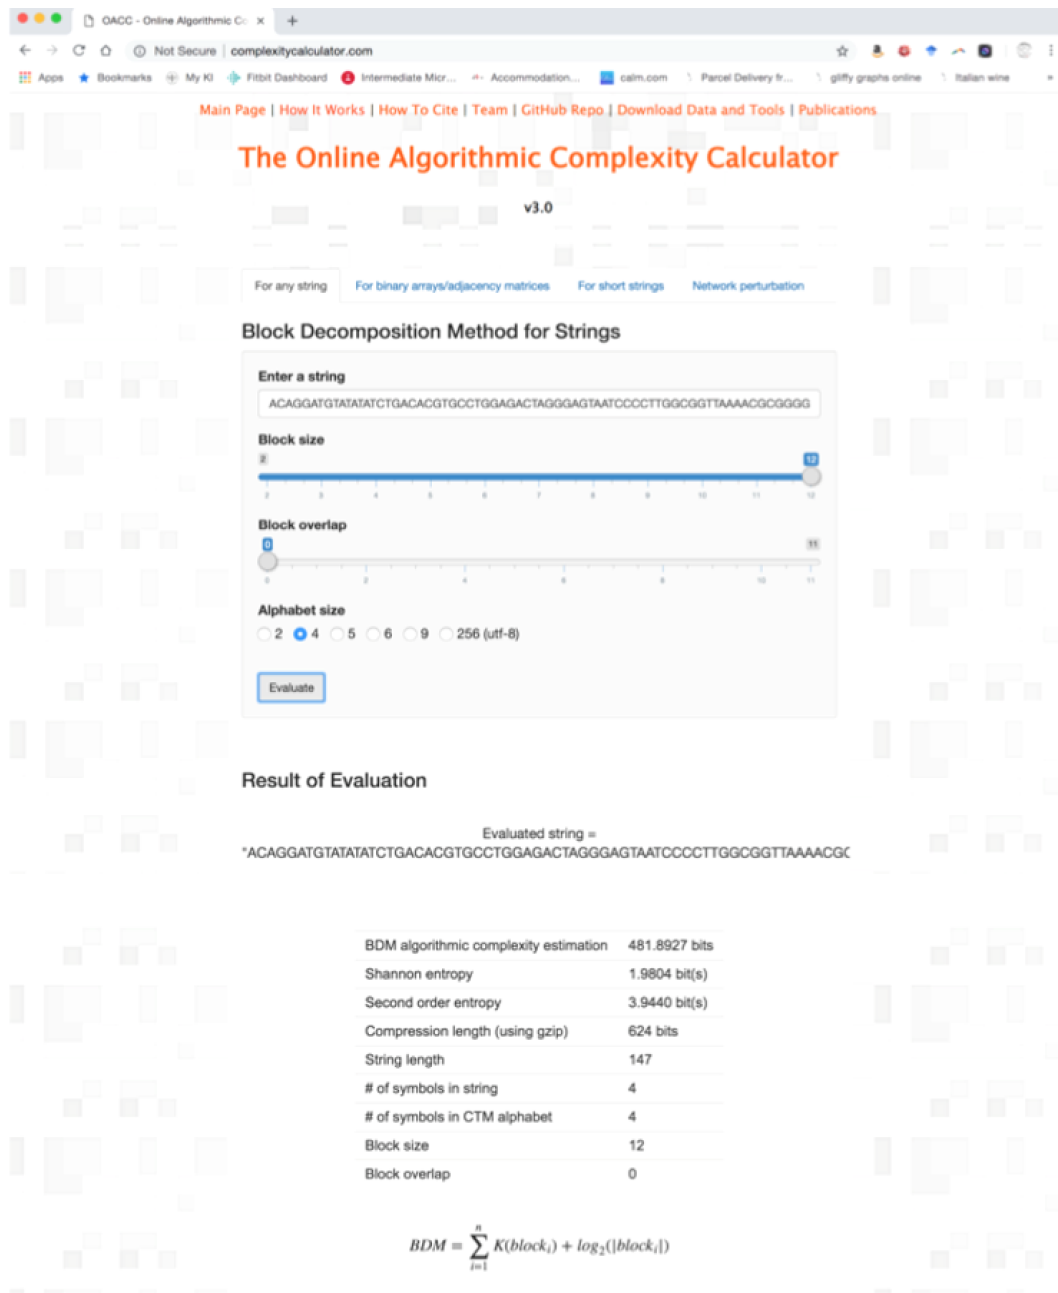 OACC - Online Algorithmic Co
Not Secure | complexitycalculator.com
Apps Bookmarks My KI Fitbit Dashboard Intermediate Micr... Accommodation... calm.com Parcel Delivery fr... gliffy graphs online Italian wine »
Main Page | How It Works | How To Cite | Team | GitHub Repo | Download Data and Tools | Publications
The Online Algorithmic Complexity Calculator
v3.0
For any string For binary arrays/adjacency matrices For short strings Network perturbation
Block Decomposition Method for Strings
Enter a string
ACAGGATGTATATATCTGACACGTGCCTGGAGACTAGGGAGTAATCCCCTTGGCGGTTAAAACGCGGGG
Block size
2 12
2 3 4 5 6 7 8 9 10 11 12
Block overlap
0 11
0 2 4 6 8 10 11
Alphabet size
2 4 5 6 9 256 (utf-8)
Evaluate
Result of Evaluation
Evaluated string =
"ACAGGATGTATATATCTGACACGTGCCTGGAGACTAGGGAGTAATCCCCTTGGCGGTTAAAACGC
BDM algorithmic complexity estimation 481.8927 bits
Shannon entropy 1.9804 bit(s)
Second order entropy 3.9440 bit(s)
Compression length (using gzip) 624 bits
String length 147
# of symbols in string 4
# of symbols in CTM alphabet 4
Block size 12
Block overlap 0
BDM = \sum_{i=1}^{n} K(block_i) + log_2(|block_i|)